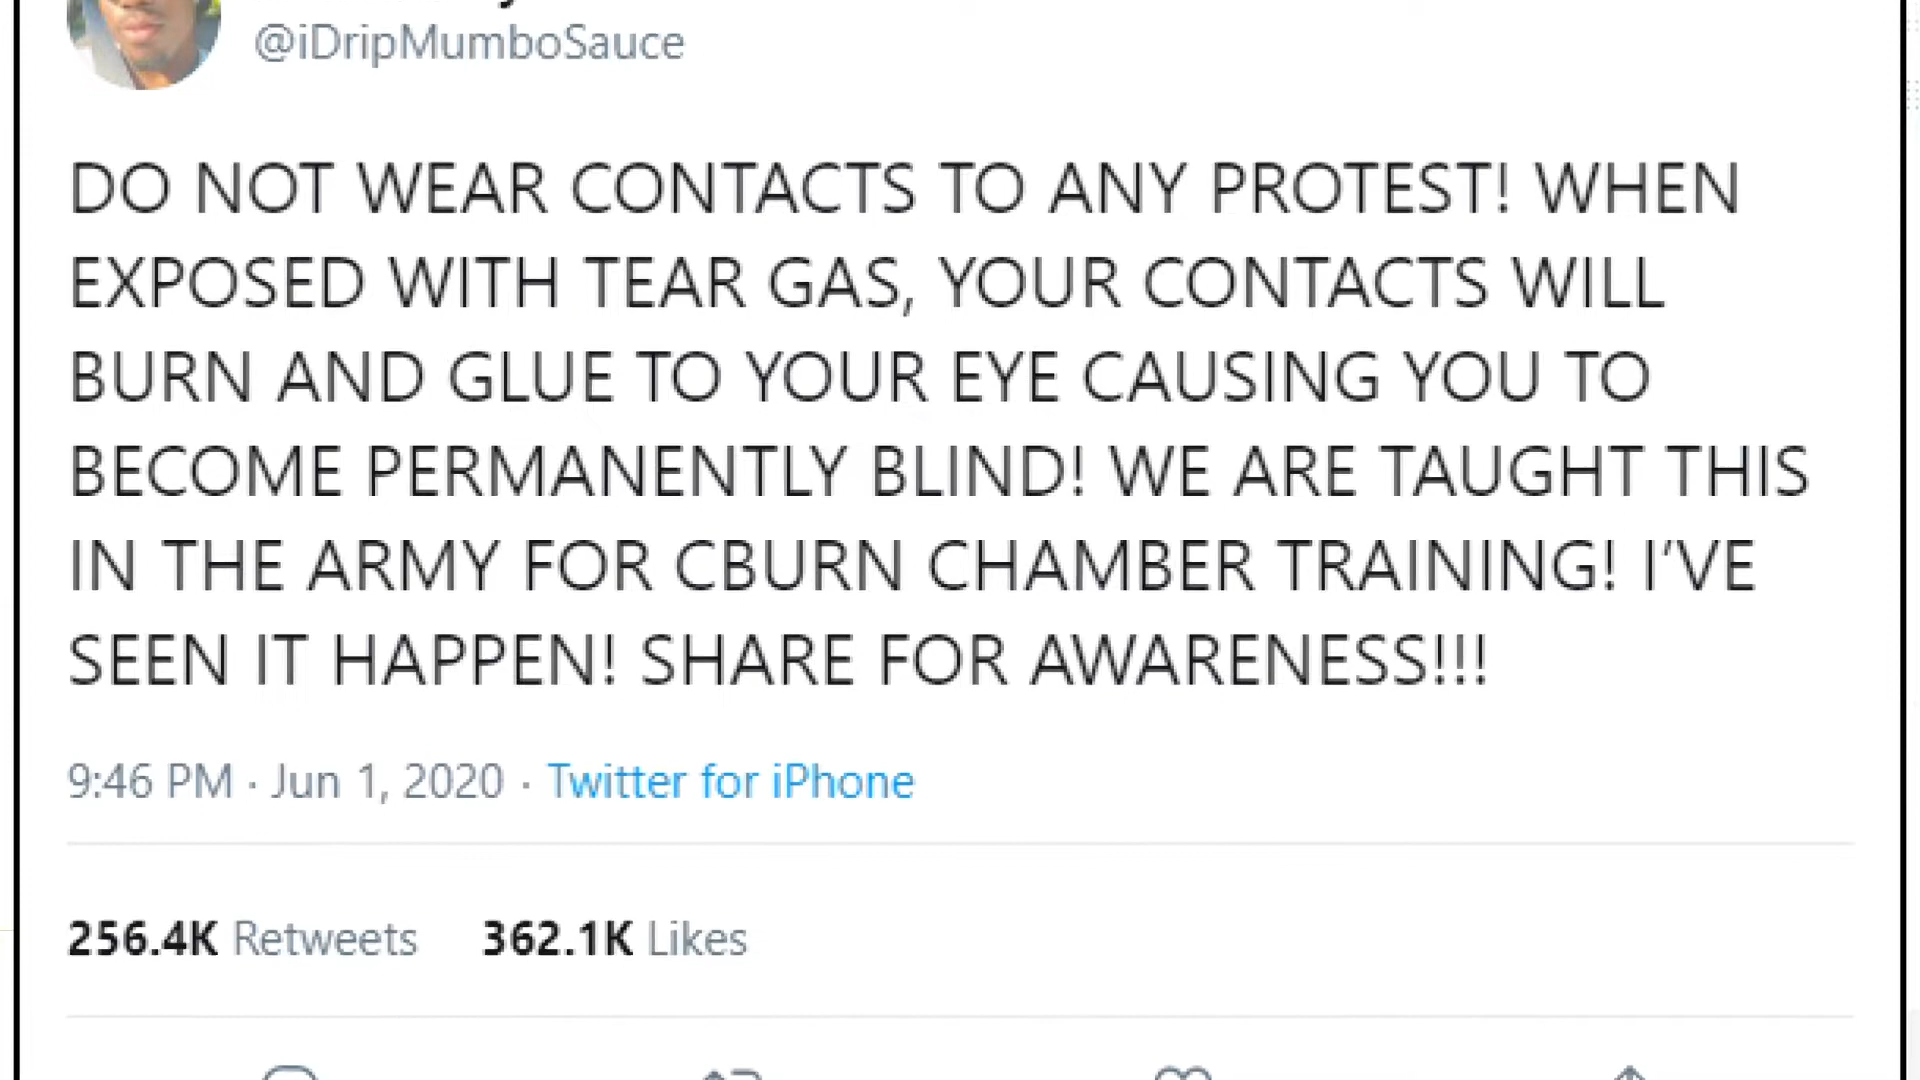 @iDripMumboSauce
DO NOT WEAR CONTACTS TO ANY PROTEST! WHEN
EXPOSED WITH TEAR GAS, YOUR CONTACTS WILL
BURN AND GLUE TO YOUR EYE CAUSING YOU TO
BECOME PERMANENTLY BLIND! WE ARE TAUGHT THIS
IN THE ARMY FOR CBURN CHAMBER TRAINING! I’VE
SEEN IT HAPPEN! SHARE FOR AWARENESS!!!
9:46 PM · Jun 1, 2020 · Twitter for iPhone
256.4K Retweets 362.1K Likes